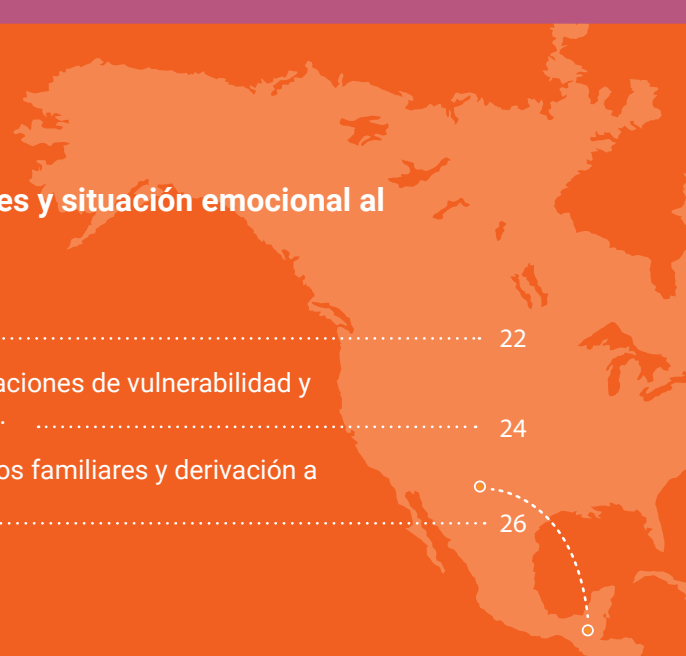 es y situación emocional al
22
aciones de vulnerabilidad y
. 24
os familiares y derivación a
26